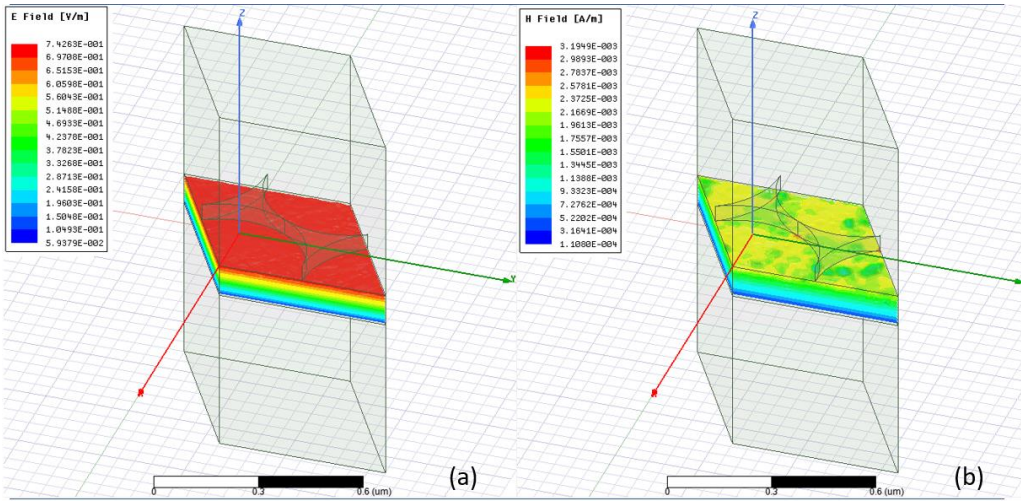 E Field [V/m]
7.4263E-001
6.9708E-001
6.5153E-001
6.0598E-001
5.6043E-001
5.1488E-001
4.6933E-001
4.2378E-001
3.7823E-001
3.3268E-001
2.8713E-001
2.4158E-001
1.9603E-001
1.5048E-001
1.0493E-001
5.9379E-002
Z
Y
0
0.3
0.6 (um)
(a)
H Field [A/m]
3.1949E-003
2.9893E-003
2.7837E-003
2.5781E-003
2.3725E-003
2.1669E-003
1.9613E-003
1.7557E-003
1.5501E-003
1.3445E-003
1.1388E-003
9.3323E-004
7.2762E-004
5.2202E-004
3.1641E-004
1.1080E-004
Z
0
0.3
0.6 (um)
(b)